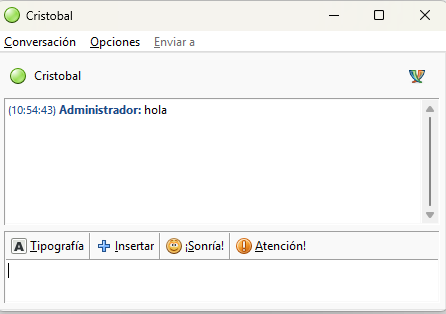 Cristobal
Conversación Opciones Enviar a
Cristobal
(10:54:43) Administrador: hola
A Tipografía Insertar ¡Sonría! ¡Atención!